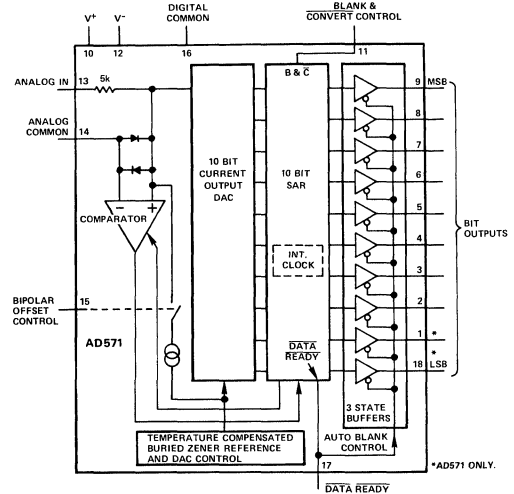 V+
V-
DIGITAL
COMMON
BLANK &
CONVERT CONTROL
10
12
16
11
ANALOG IN
13
5k
B & C
9
MSB
ANALOG
COMMON
14
8
7
10 BIT
CURRENT
OUTPUT
DAC
10 BIT
SAR
6
-
+
COMPARATOR
5
BIT
OUTPUTS
INT.
CLOCK
4
3
BIPOLAR
OFFSET
CONTROL
15
2
AD571
DATA
READY
1
*
*
18
LSB
3 STATE
BUFFERS
TEMPERATURE COMPENSATED
BURIED ZENER REFERENCE
AND DAC CONTROL
AUTO BLANK
CONTROL
17
*AD571 ONLY.
DATA READY